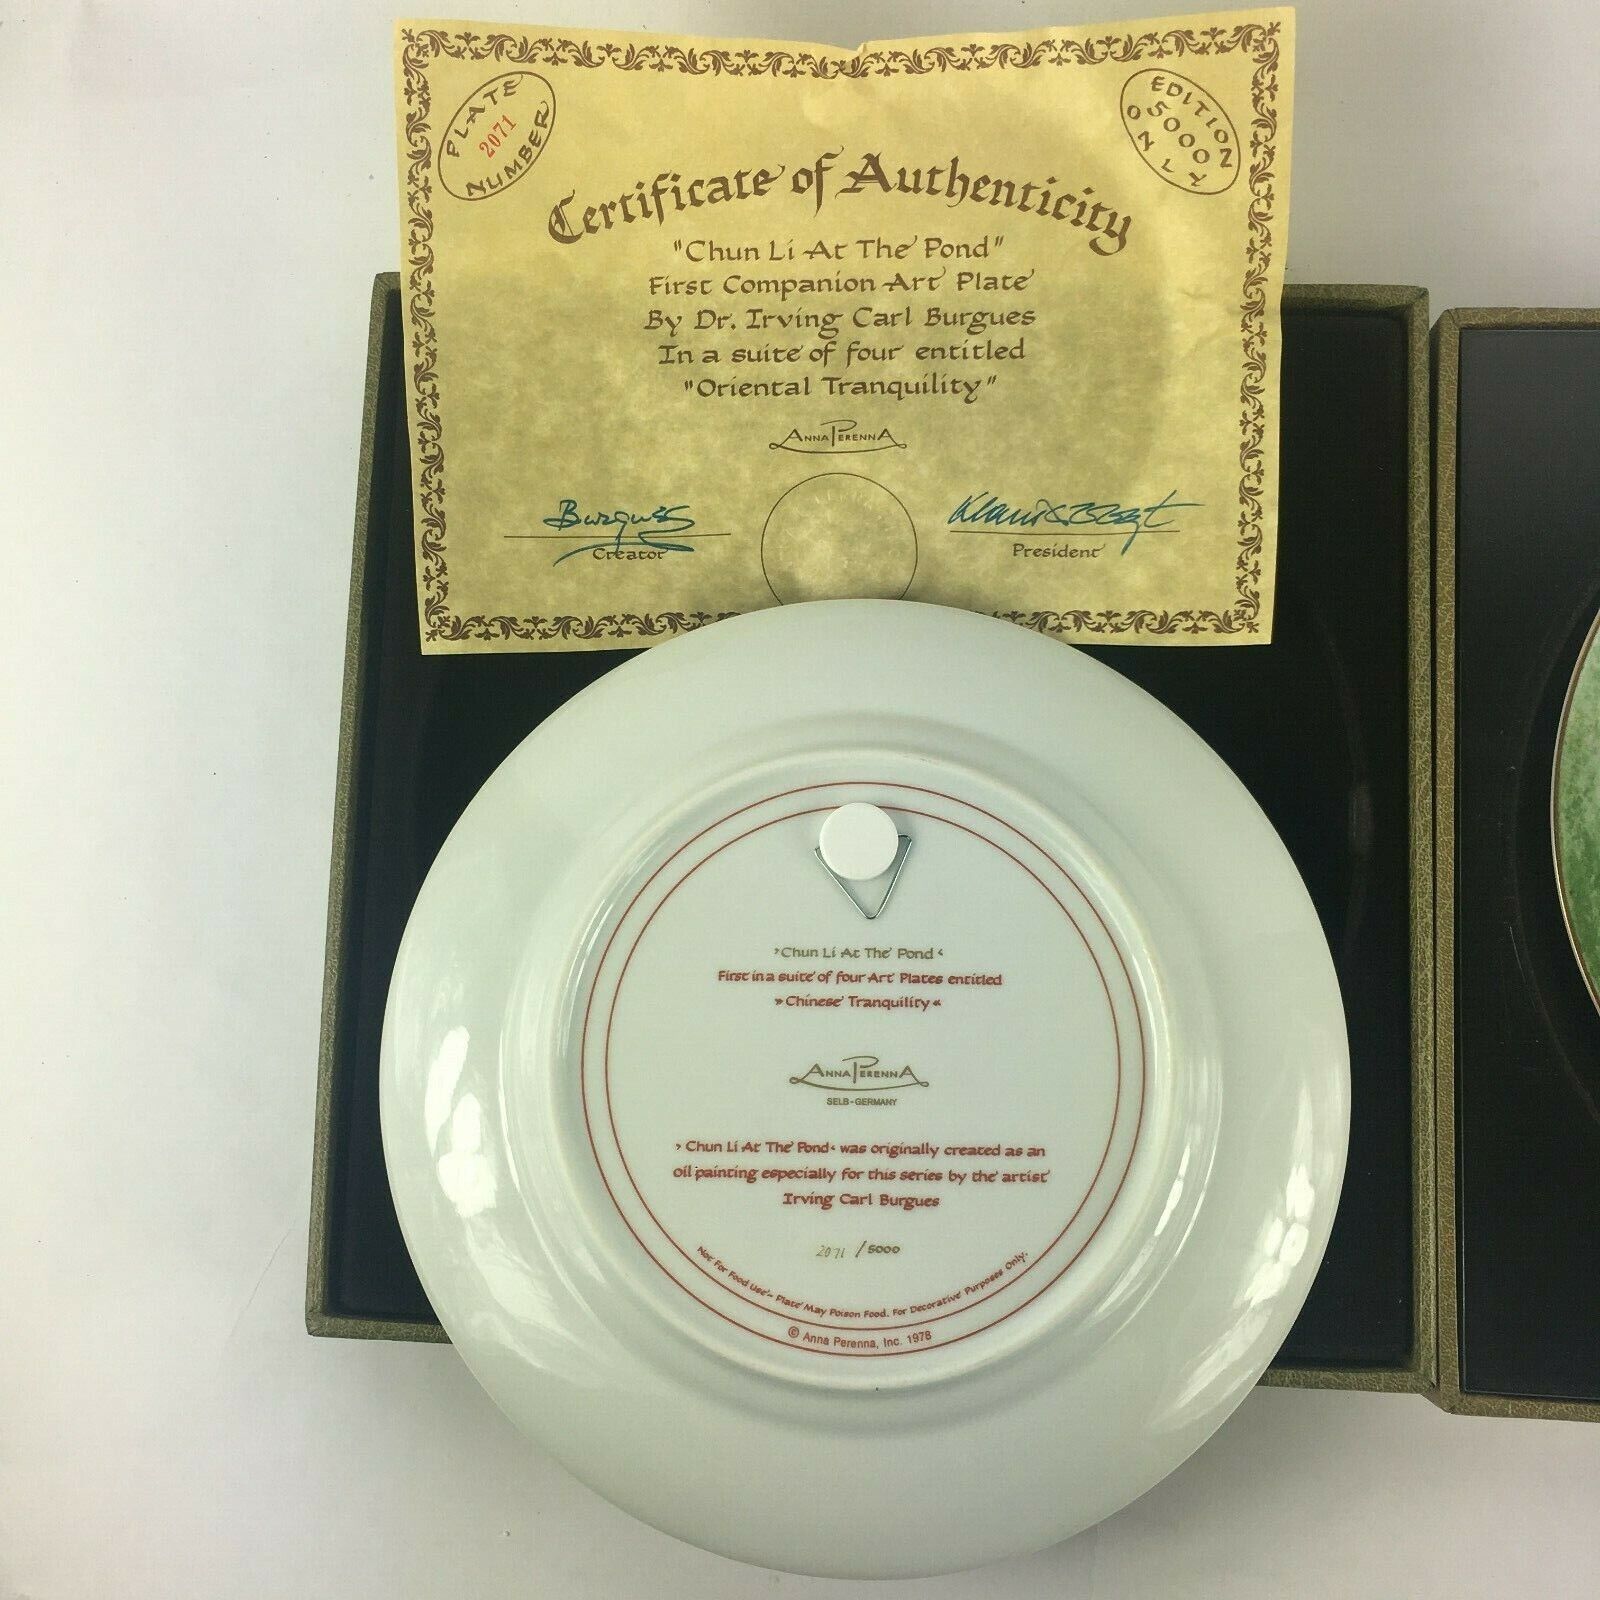 PLATE
2071
NUMBER
EDITION
5000
ONLY
Certificate of Authenticity
"Chun Li At The Pond"
First Companion Art Plate
By Dr. Irving Carl Burgues
In a suite of four entitled
"Oriental Tranquility"
ANNA PERENNA
Burgues
Creator
President
›Chun Li At The Pond‹
First in a suite of four Art Plates entitled
»Chinese Tranquility«
ANNA PERENNA
SELB-GERMANY
›Chun Li At The Pond‹ was originally created as an
oil painting especially for this series by the artist
Irving Carl Burgues
2071 / 5000
Not For Food Use - Plate May Poison Food. For Decorative Purposes Only.
© Anna Perenna, Inc. 1978